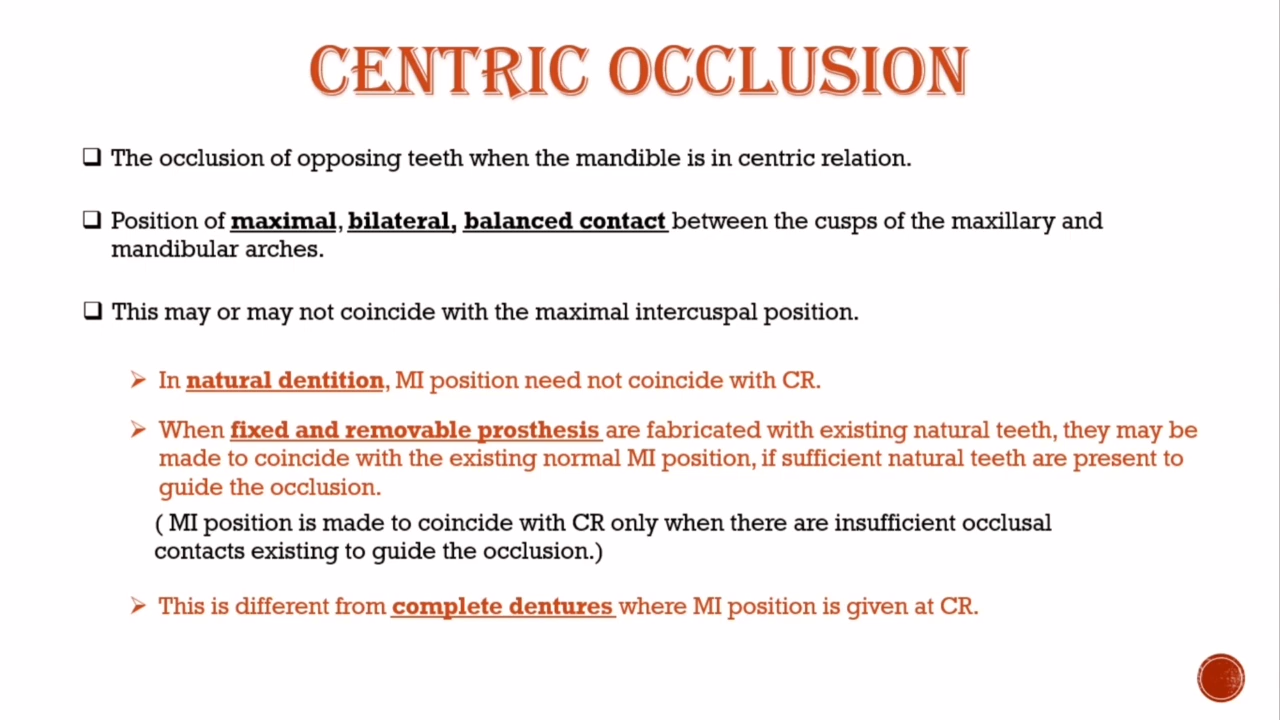 CENTRIC OCCLUSION
The occlusion of opposing teeth when the mandible is in centric relation.
Position of maximal, bilateral, balanced contact between the cusps of the maxillary and
mandibular arches.
This may or may not coincide with the maximal intercuspal position.
In natural dentition, MI position need not coincide with CR.
When fixed and removable prosthesis are fabricated with existing natural teeth, they may be
made to coincide with the existing normal MI position, if sufficient natural teeth are present to
guide the occlusion.
( MI position is made to coincide with CR only when there are insufficient occlusal
contacts existing to guide the occlusion.)
This is different from complete dentures where MI position is given at CR.